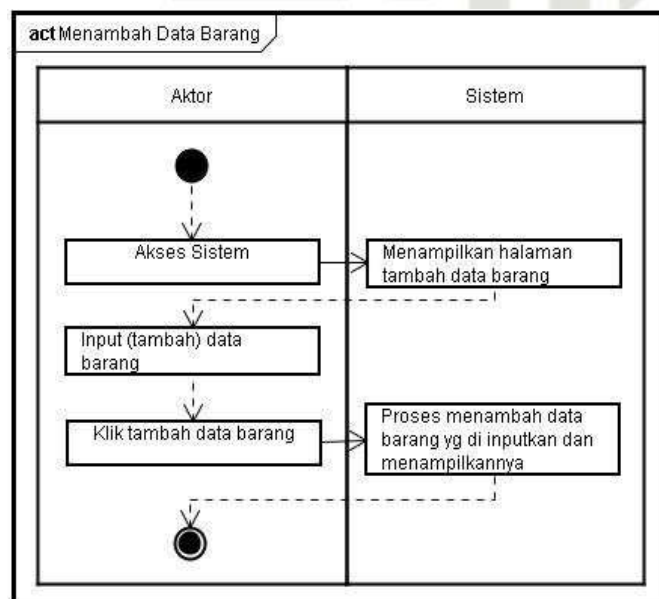 act Menambah Data Barang
Aktor
Sistem
Akses Sistem
Menampilkan halaman
tambah data barang
Input (tambah) data
barang
Klik tambah data barang
Proses menambah data
barang yg di inputkan dan
menampilkannya